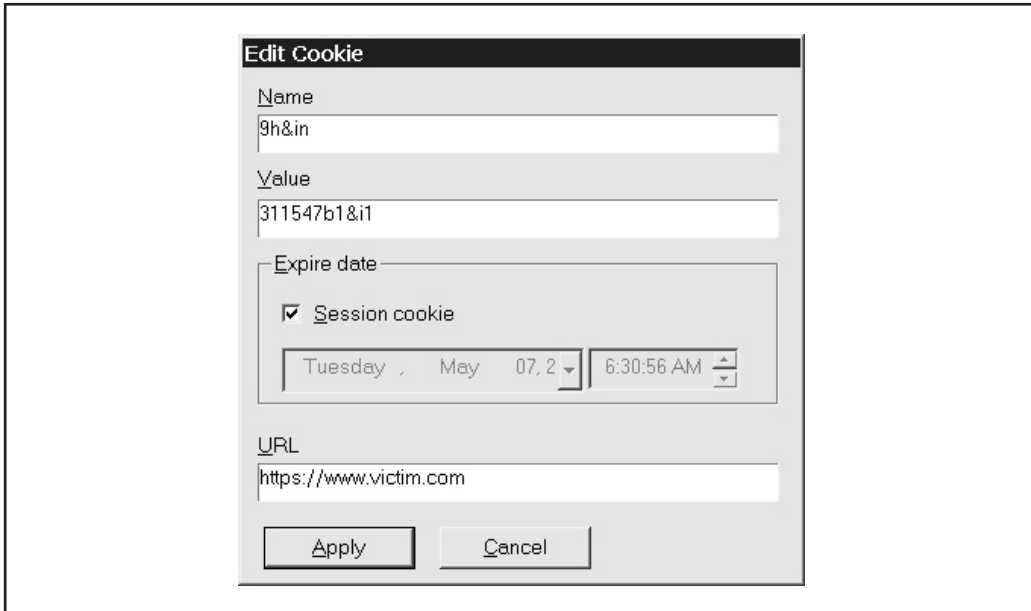 Edit Cookie
Name
9h&in
Value
311547b1&i1
Expire date
Session cookie
Tuesday , May 07, 2 6:30:56 AM
URL
https://www.victim.com
Apply Cancel